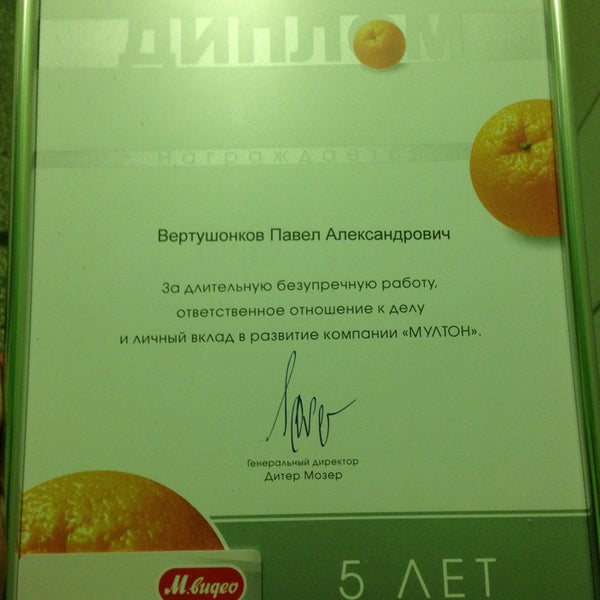 ДИПЛОМ
Награждается
Вертушонков Павел Александрович
За длительную безупречную работу,
ответственное отношение к делу
и личный вклад в развитие компании «МУЛТОН».
Генеральный директор
Дитер Мозер
М.видео
5 ЛЕТ